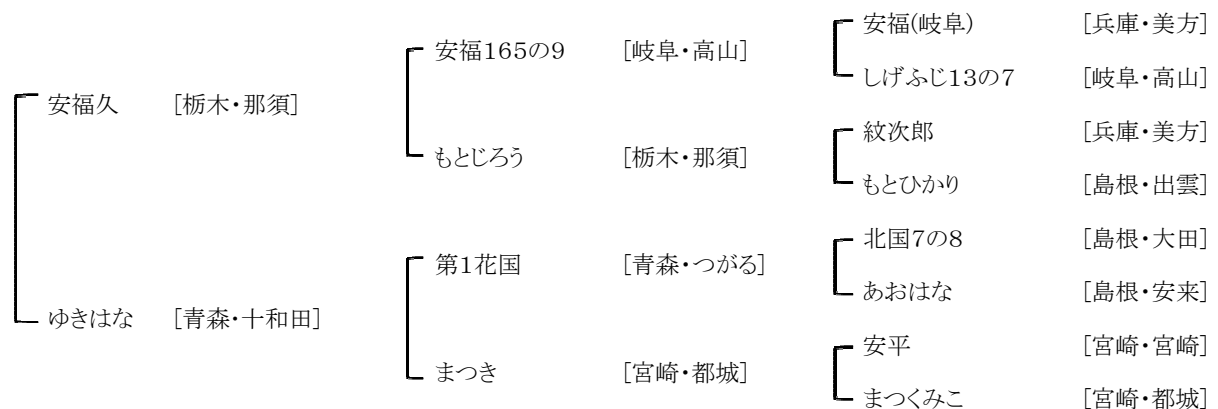 安福(岐阜) [兵庫・美方]
安福165の9 [岐阜・高山]
しげふじ13の7 [岐阜・高山]
安福久 [栃木・那須]
紋次郎 [兵庫・美方]
もとじろう [栃木・那須]
もとひかり [島根・出雲]
北国7の8 [島根・大田]
第1花国 [青森・つがる]
あおはな [島根・安来]
ゆきはな [青森・十和田]
安平 [宮崎・宮崎]
まつき [宮崎・都城]
まつくみこ [宮崎・都城]